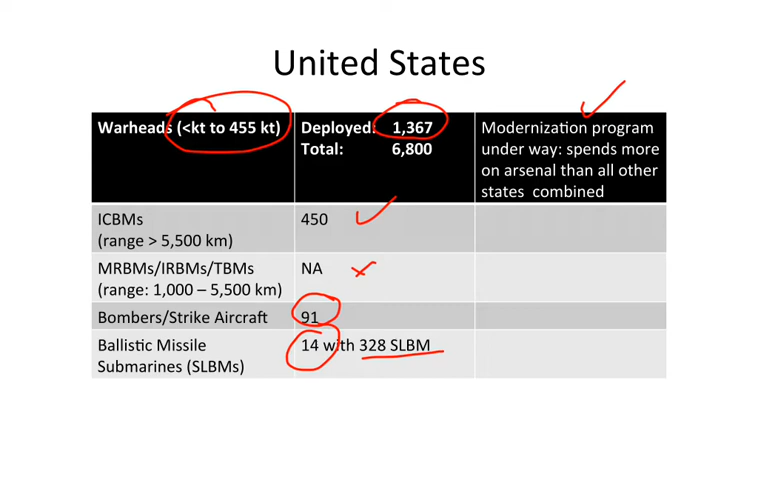 United States
Warheads (<kt to 455 kt)
Deployed: 1,367
Total: 6,800
Modernization program
under way: spends more
on arsenal than all other
states combined
ICBMs
(range > 5,500 km)
450
MRBMs/IRBMs/TBMs
(range: 1,000 – 5,500 km)
NA
Bombers/Strike Aircraft
91
Ballistic Missile
Submarines (SLBMs)
14 with 328 SLBM